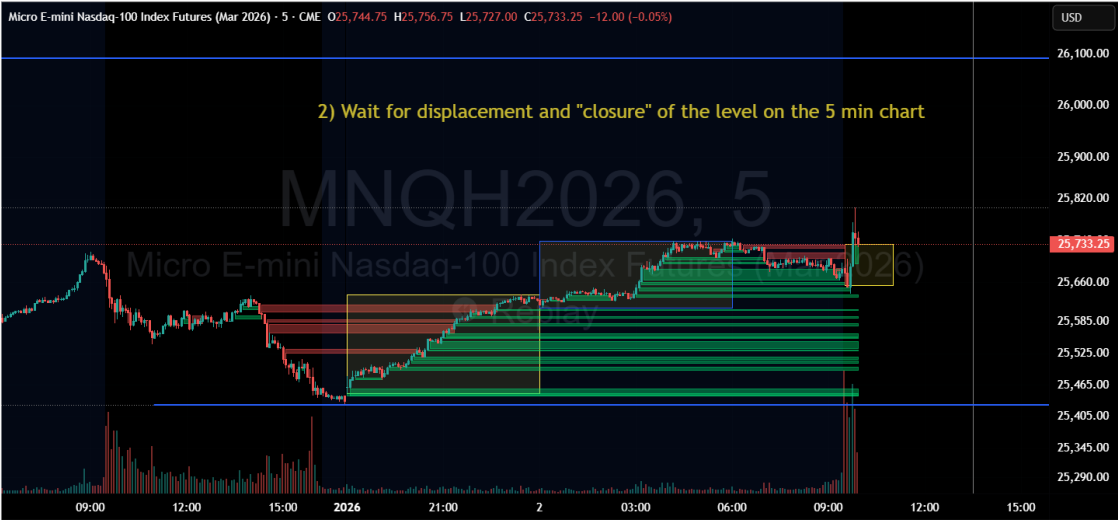 Micro E-mini Nasdaq-100 Index Futures (Mar 2026) · 5 · CME O25,744.75 H25,756.75 L25,727.00 C25,733.25 −12.00 (−0.05%)
USD
26,100.00
2) Wait for displacement and "closure" of the level on the 5 min chart
26,000.00
25,900.00
MNQH2026, 5
25,820.00
25,733.25
Micro E-mini Nasdaq-100 Index Futures (Mar 2026)
25,660.00
Replay
25,585.00
25,525.00
25,465.00
25,405.00
25,345.00
25,290.00
09:00 12:00 15:00 2026 21:00 2 03:00 06:00 09:00 12:00 15:00